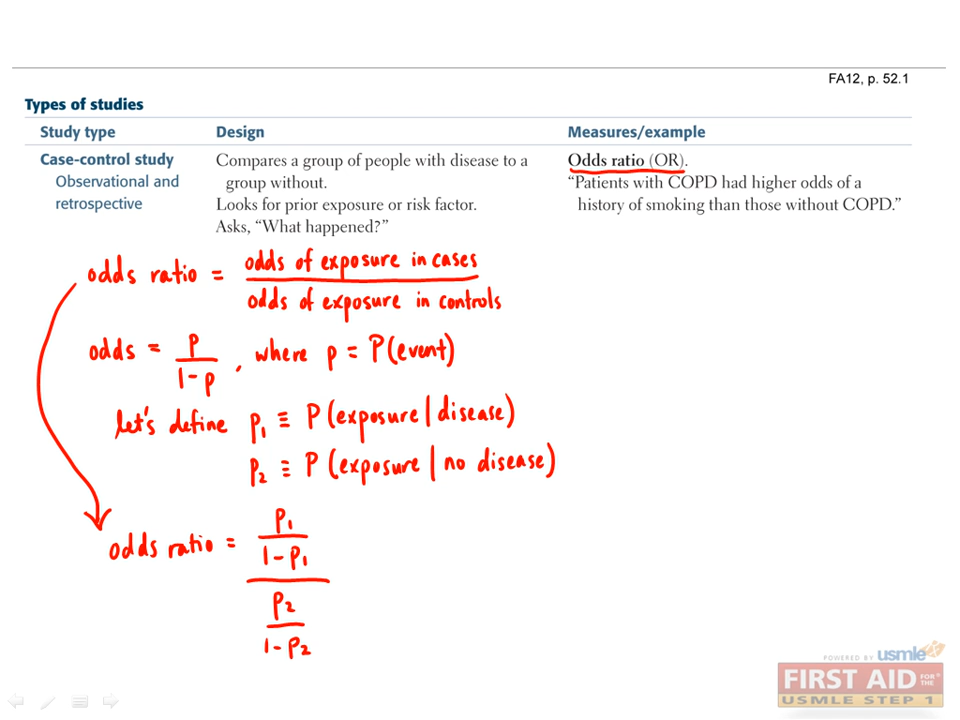 FA12, p. 52.1
Types of studies
Study type Design Measures/example
Case-control study Compares a group of people with disease to a Odds ratio (OR).
Observational and group without. “Patients with COPD had higher odds of a
retrospective Looks for prior exposure or risk factor. history of smoking than those without COPD.”
Asks, “What happened?”
odds ratio = odds of exposure in cases
odds of exposure in controls
odds = p / 1-p , where p = P(event)
let's define p₁ ≡ P(exposure | disease)
p₂ ≡ P(exposure | no disease)
odds ratio = p₁
1-p₁
p₂
1-p₂
POWERED BY usmleRx
FIRST AID FOR THE®
USMLE STEP 1